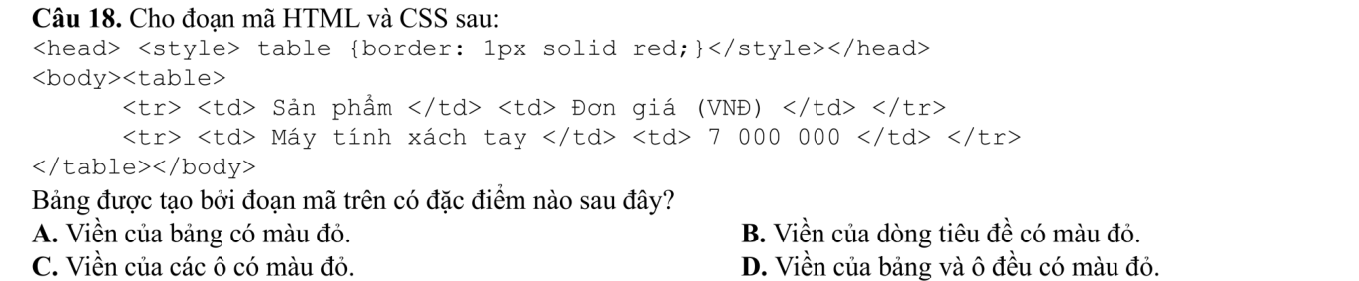 Câu 18. Cho đoạn mã HTML và CSS sau:
<head> <style> table {border: 1px solid red;}</style></head>
<body><table>
<tr> <td> Sản phẩm </td> <td> Đơn giá (VNĐ) </td> </tr>
<tr> <td> Máy tính xách tay </td> <td> 7 000 000 </td> </tr>
</table></body>
Bảng được tạo bởi đoạn mã trên có đặc điểm nào sau đây?
A. Viền của bảng có màu đỏ. B. Viền của dòng tiêu đề có màu đỏ.
C. Viền của các ô có màu đỏ. D. Viền của bảng và ô đều có màu đỏ.